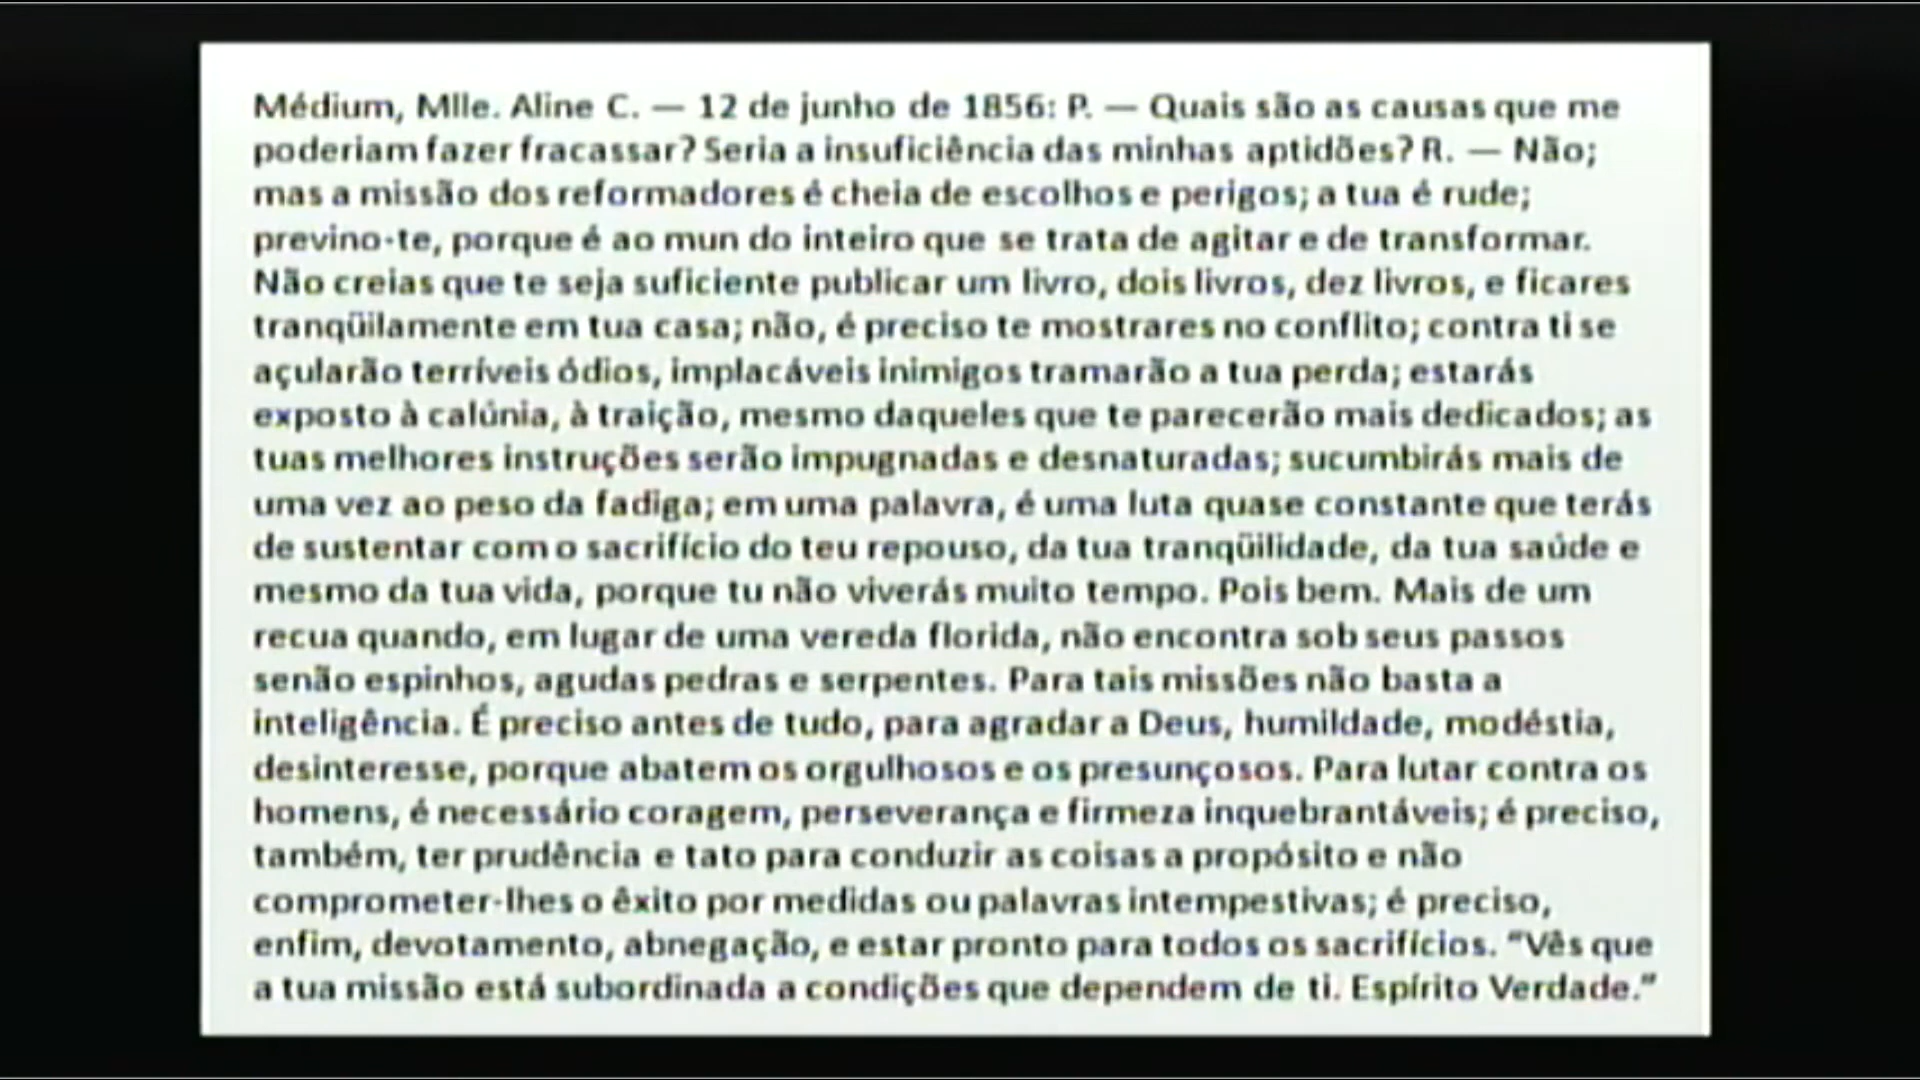 Médium, Mlle. Aline C. — 12 de junho de 1856: P. — Quais são as causas que me
poderiam fazer fracassar? Seria a insuficiência das minhas aptidões? R. — Não;
mas a missão dos reformadores é cheia de escolhos e perigos; a tua é rude;
previno-te, porque é ao mun do inteiro que se trata de agitar e de transformar.
Não creias que te seja suficiente publicar um livro, dois livros, dez livros, e ficares
tranqüilamente em tua casa; não, é preciso te mostrares no conflito; contra ti se
açularão terríveis ódios, implacáveis inimigos tramarão a tua perda; estarás
exposto à calúnia, à traição, mesmo daqueles que te parecerão mais dedicados; as
tuas melhores instruções serão impugnadas e desnaturadas; sucumbirás mais de
uma vez ao peso da fadiga; em uma palavra, é uma luta quase constante que terás
de sustentar com o sacrifício do teu repouso, da tua tranqüilidade, da tua saúde e
mesmo da tua vida, porque tu não viverás muito tempo. Pois bem. Mais de um
recua quando, em lugar de uma vereda florida, não encontra sob seus passos
senão espinhos, agudas pedras e serpentes. Para tais missões não basta a
inteligência. É preciso antes de tudo, para agradar a Deus, humildade, modéstia,
desinteresse, porque abatem os orgulhosos e os presunçosos. Para lutar contra os
homens, é necessário coragem, perseverança e firmeza inquebrantáveis; é preciso,
também, ter prudência e tato para conduzir as coisas a propósito e não
comprometer-lhes o êxito por medidas ou palavras intempestivas; é preciso,
enfim, devotamento, abnegação, e estar pronto para todos os sacrifícios. “Vês que
a tua missão está subordinada a condições que dependem de ti. Espírito Verdade.”